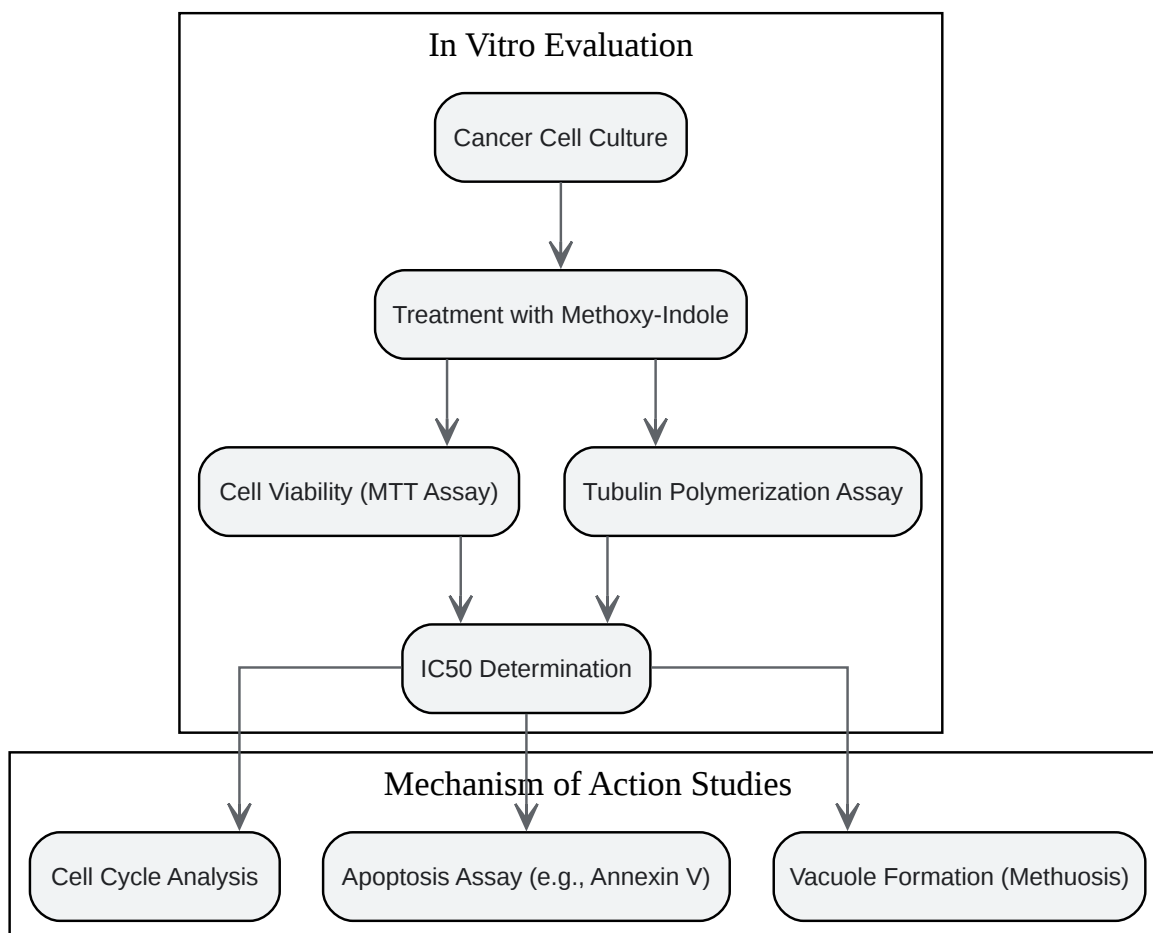 In Vitro Evaluation
Cancer Cell Culture
Treatment with Methoxy-Indole
Cell Viability (MTT Assay)
Tubulin Polymerization Assay
IC50 Determination
Mechanism of Action Studies
Cell Cycle Analysis
Apoptosis Assay (e.g., Annexin V)
Vacuole Formation (Methuosis)